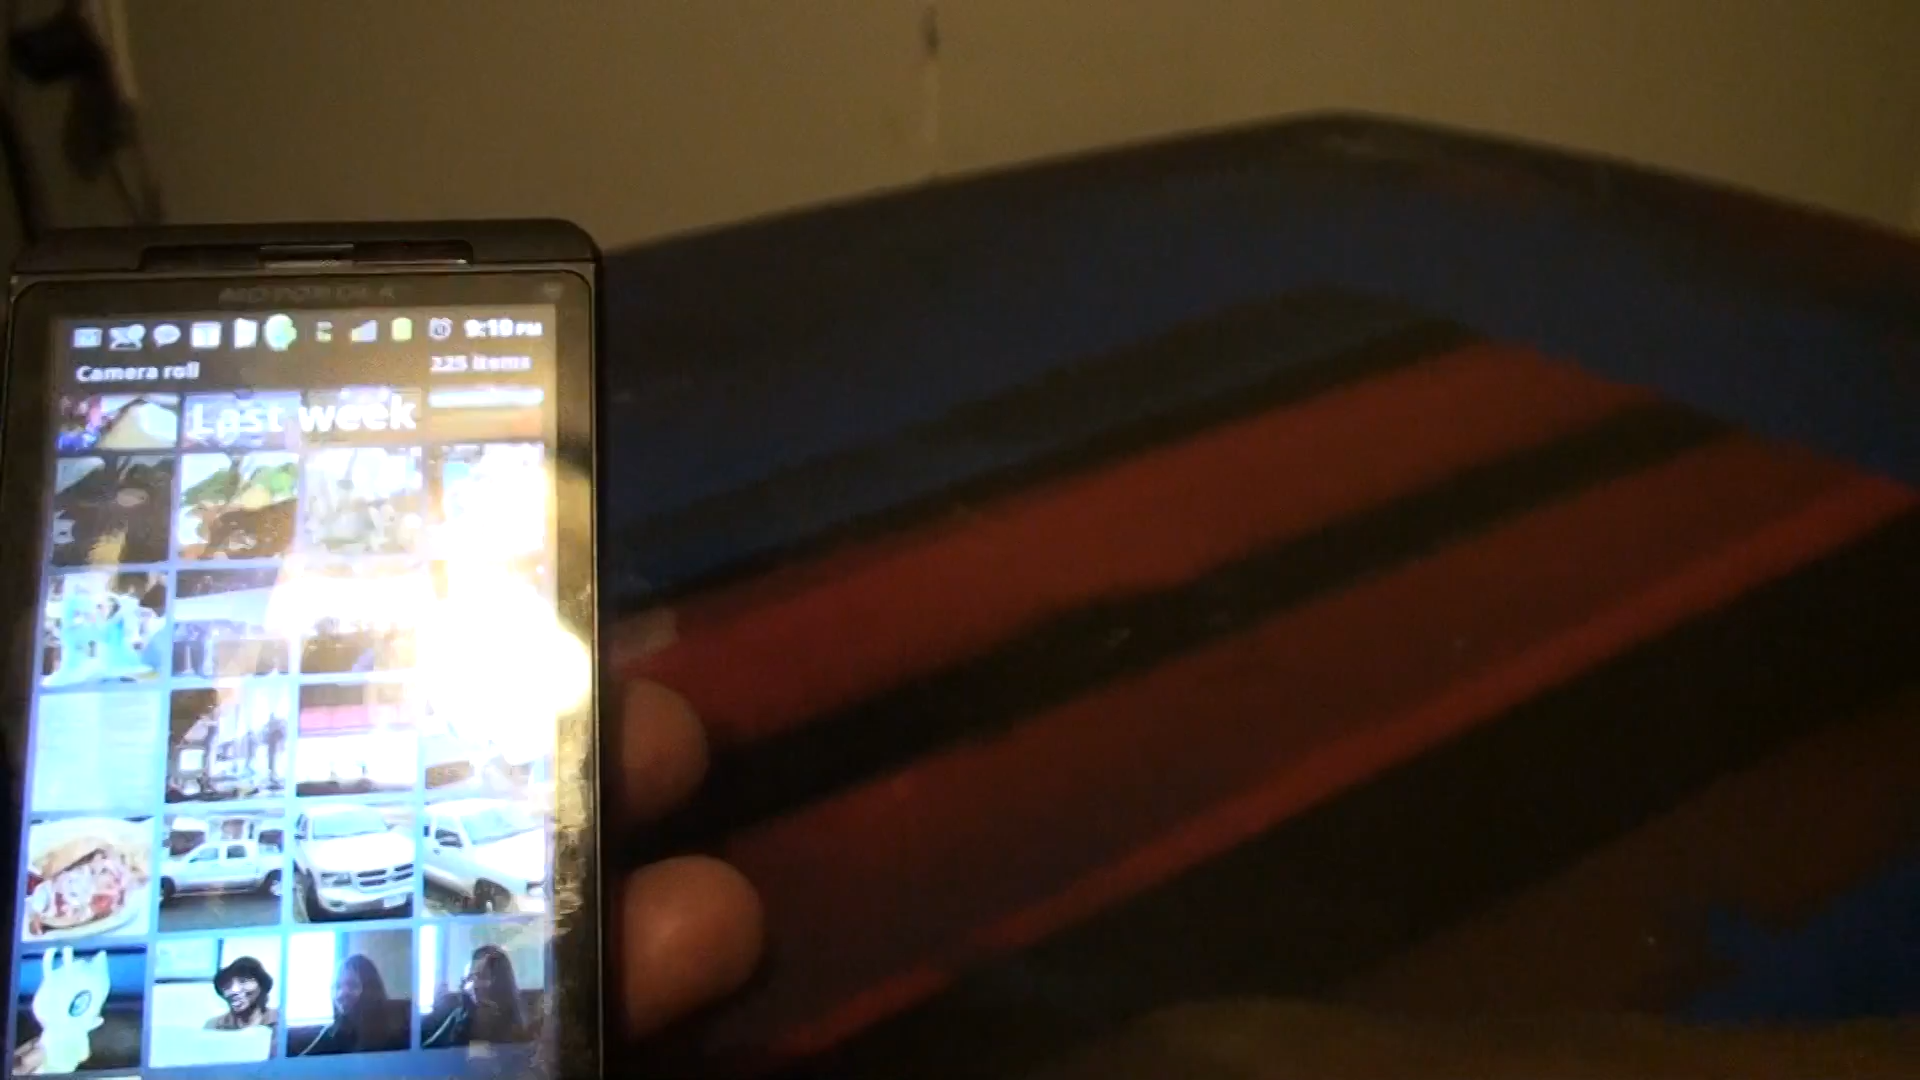 MOTOROLA
9:10 PM
Camera roll
225 items
Last week